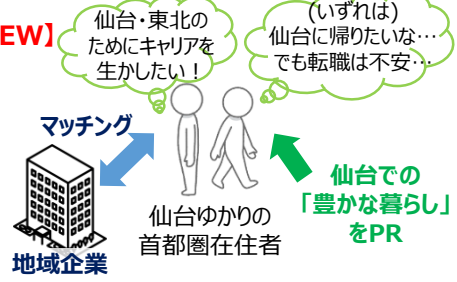 EW】
仙台・東北の
ためにキャリアを
生かしたい！
(いずれは)
仙台に帰りたいな…
でも転職は不安…
マッチング
仙台ゆかりの
首都圏在住者
仙台での
「豊かな暮らし」
をPR
地域企業